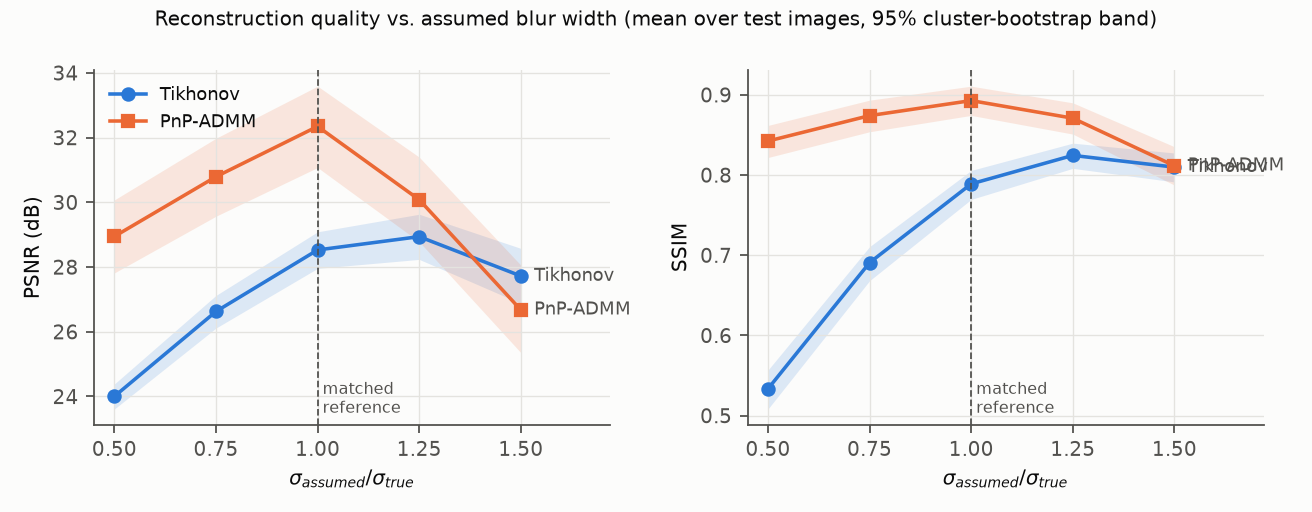 Reconstruction quality vs. assumed blur width (mean over test images, 95% cluster-bootstrap band)
PSNR (dB)
34
32
30
28
26
24
Tikhonov
PnP-ADMM
Tikhonov
PnP-ADMM
matched
reference
0.50 0.75 1.00 1.25 1.50
σassumed/σtrue
SSIM
0.9
0.8
0.7
0.6
0.5
PnP-ADMM
Tikhonov
matched
reference
0.50 0.75 1.00 1.25 1.50
σassumed/σtrue